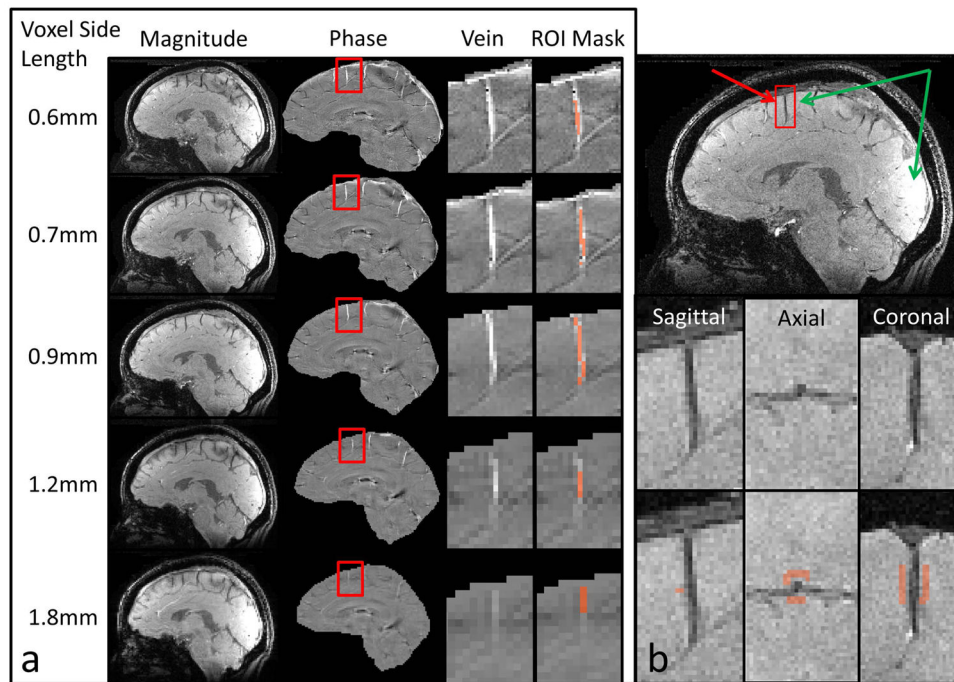 Voxel Side
Length
Magnitude
Phase
Vein
ROI Mask
0.6mm
0.7mm
0.9mm
1.2mm
1.8mm
a
Sagittal
Axial
Coronal
b